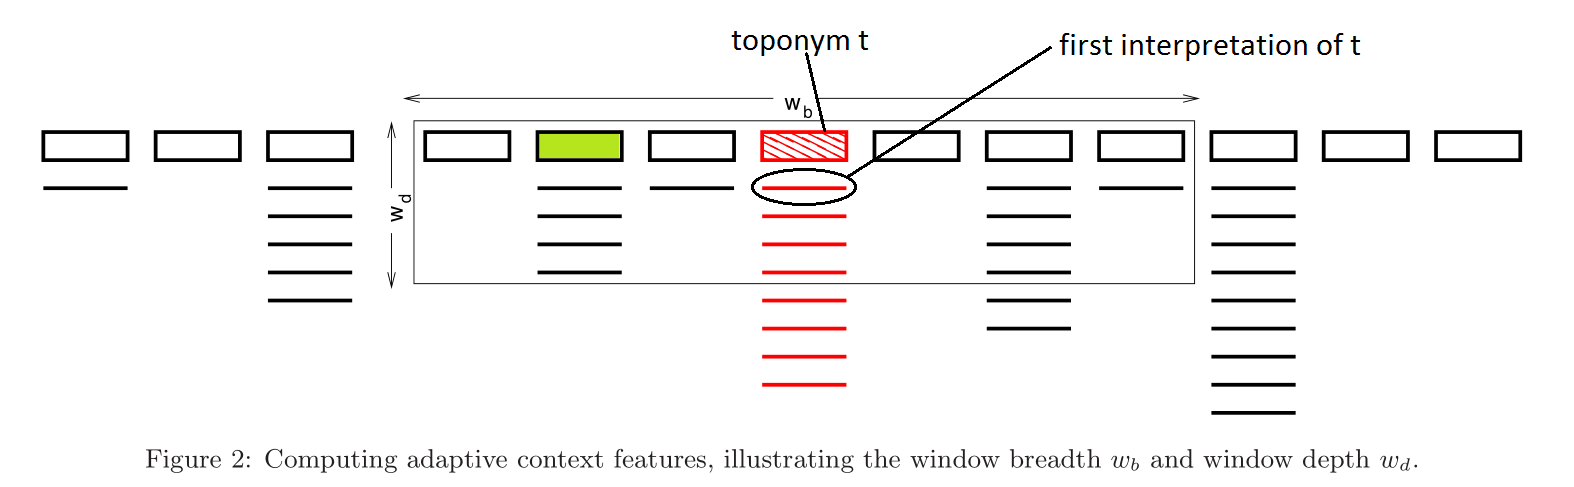 toponym t
first interpretation of t
w_b
w_d
Figure 2: Computing adaptive context features, illustrating the window breadth w_b and window depth w_d.